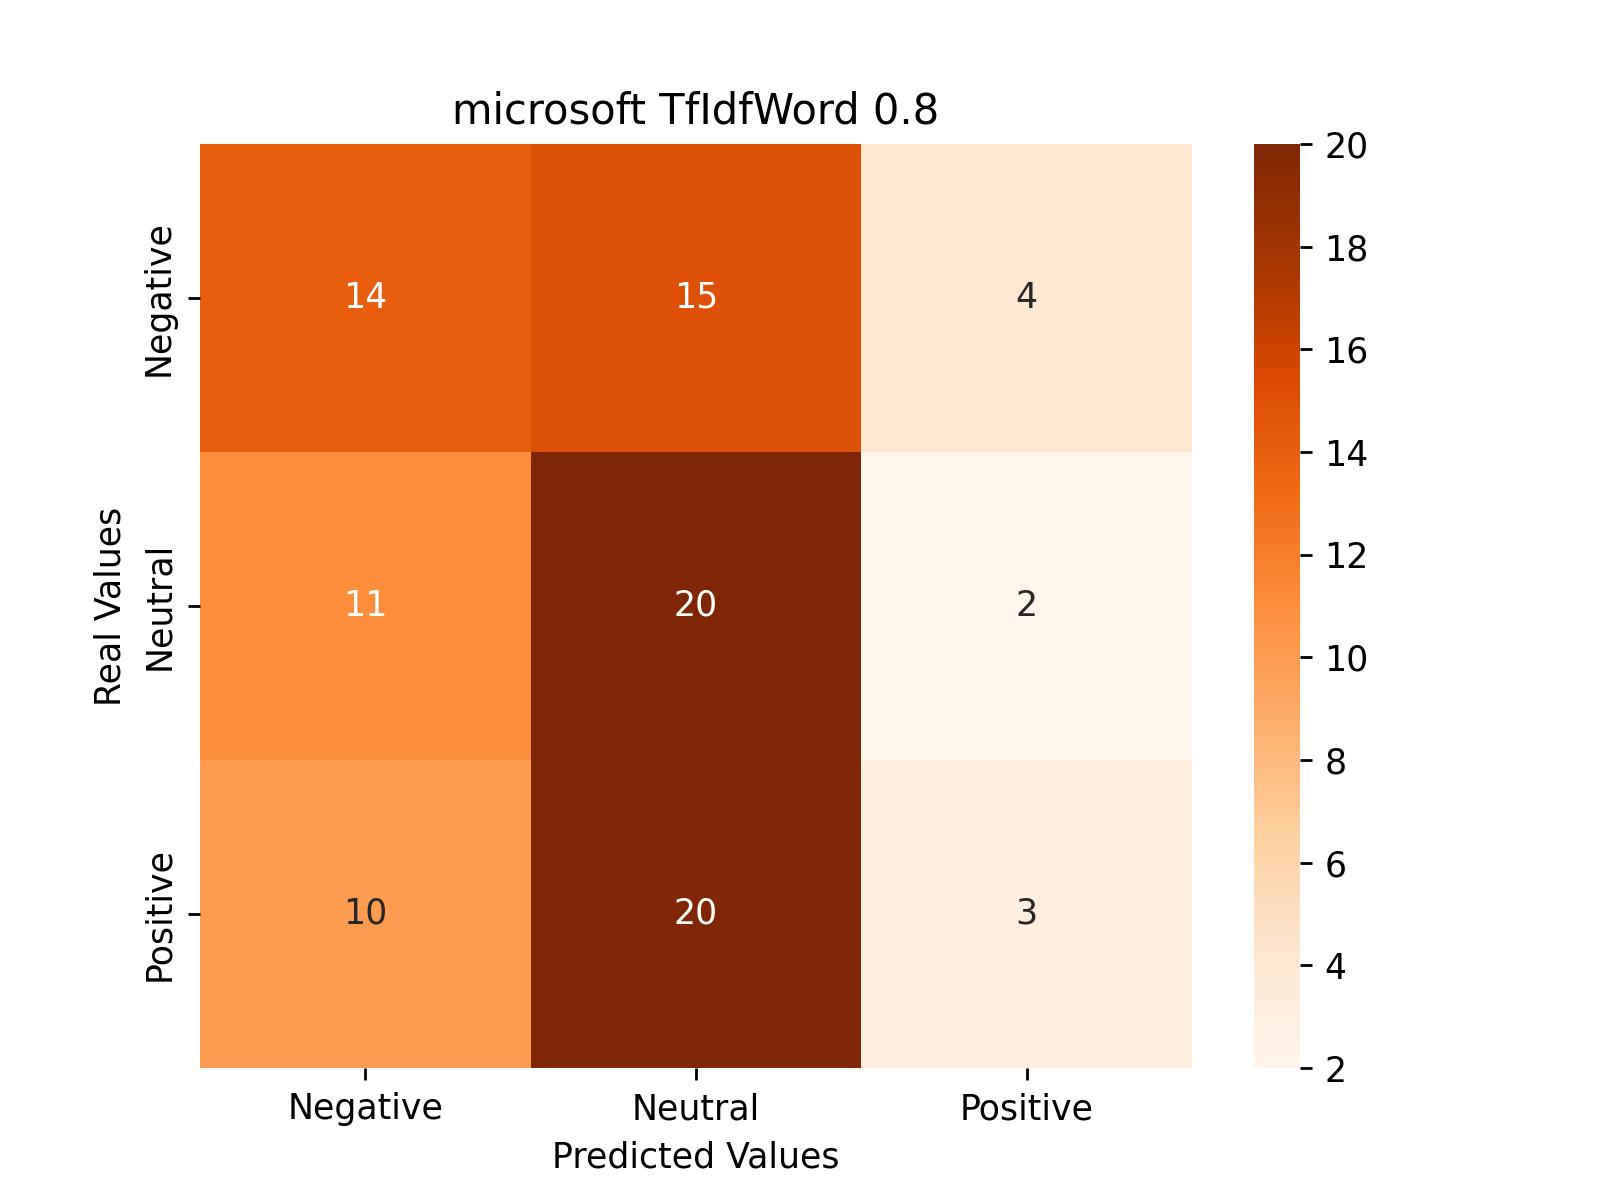 microsoft TfIdfWord 0.8
Real Values
Negative
14 15 4
Neutral
11 20 2
Positive
10 20 3
Negative Neutral Positive
Predicted Values
20
18
16
14
12
10
8
6
4
2